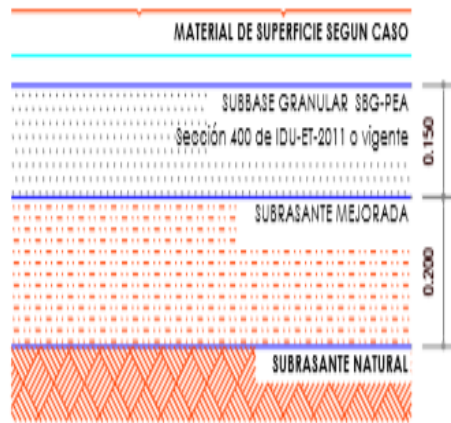 MATERIAL DE SUPERFICIE SEGUN CASO
SUBBASE GRANULAR SBG-PEA
Sección 400 de IDU-ET-2011 o vigente
0.150
SUBRASANTE MEJORADA
0.200
SUBRASANTE NATURAL